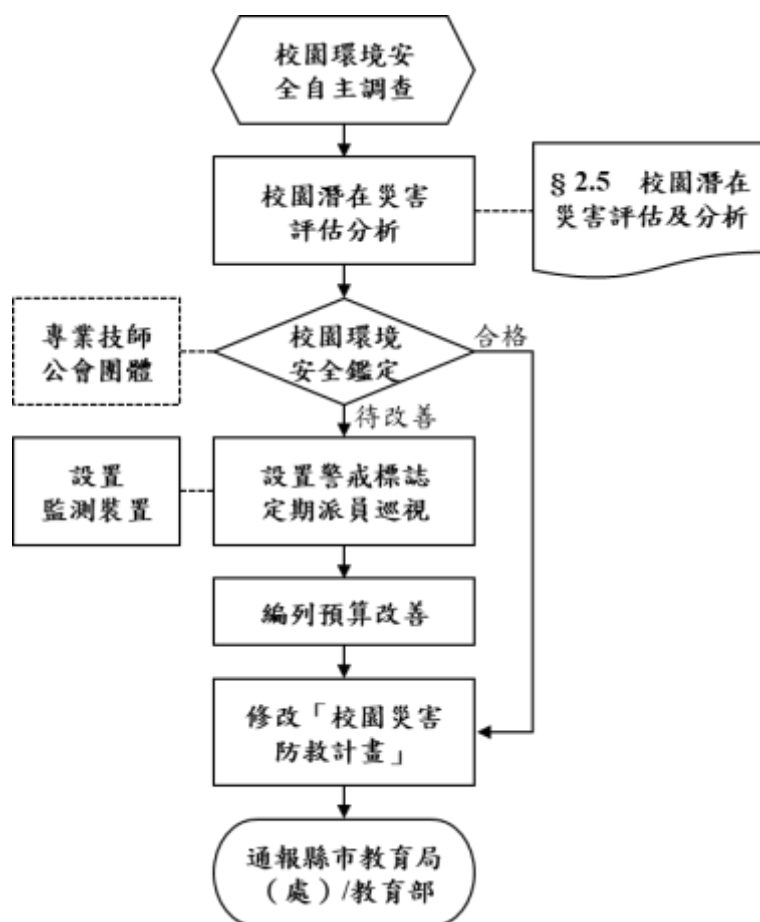 校園環境安
全自主調查
校園潛在災害
評估分析
§ 2.5 校園潛在
災害評估及分析
專業技師
公會團體
校園環境
安全鑑定
合格
待改善
設置
監測裝置
設置警戒標誌
定期派員巡視
編列預算改善
修改「校園災害
防救計畫」
通報縣市教育局
（處）/教育部